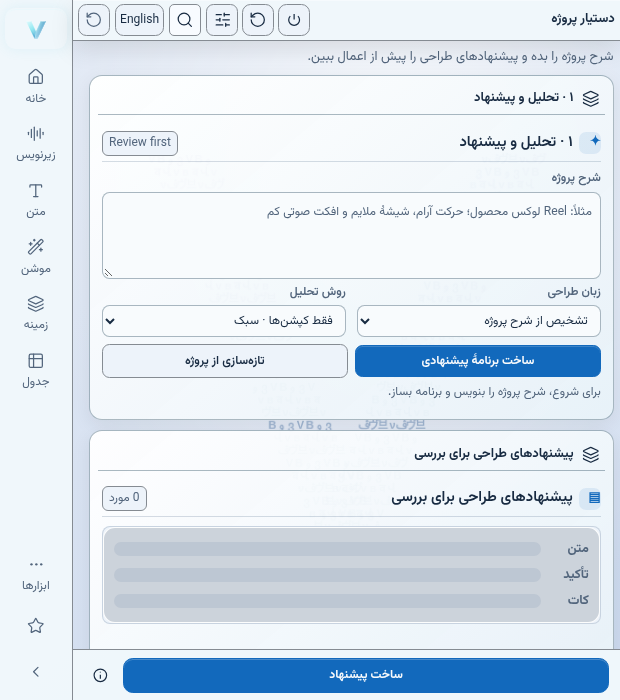 دستیار پروژه
English
شرح پروژه را بده و پیشنهادهای طراحی را پیش از اعمال ببین.
۰۱ · تحلیل و پیشنهاد
۰۱ · تحلیل و پیشنهاد
Review first
شرح پروژه
مثلاً: Reel لوکس محصول؛ حرکت آرام، شیشهٔ ملایم و افکت صوتی کم
زبان طراحی
روش تحلیل
تشخیص از شرح پروژه
فقط کپشن‌ها · سبک
ساخت برنامهٔ پیشنهادی
تازه‌سازی از پروژه
برای شروع، شرح پروژه را بنویس و برنامه بساز.
پیشنهادهای طراحی برای بررسی
پیشنهادهای طراحی برای بررسی
0 مورد
متن
تأکید
کات
ساخت پیشنهاد
خانه
زیرنویس
متن
موشن
زمینه
جدول
ابزارها